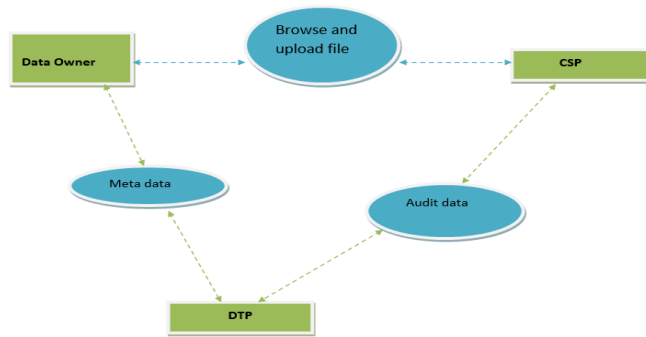 Browse and
upload file
Data Owner
CSP
Meta data
Audit data
DTP